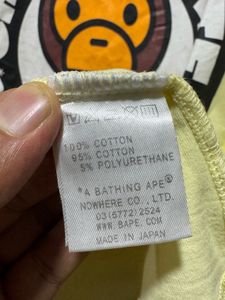 100% COTTON
95% COTTON
5% POLYURETHANE
"A BATHING APE"
NOWHERE CO., LTD.
03(6772)2524
WWW.BAPE.COM
MADE IN JAPAN